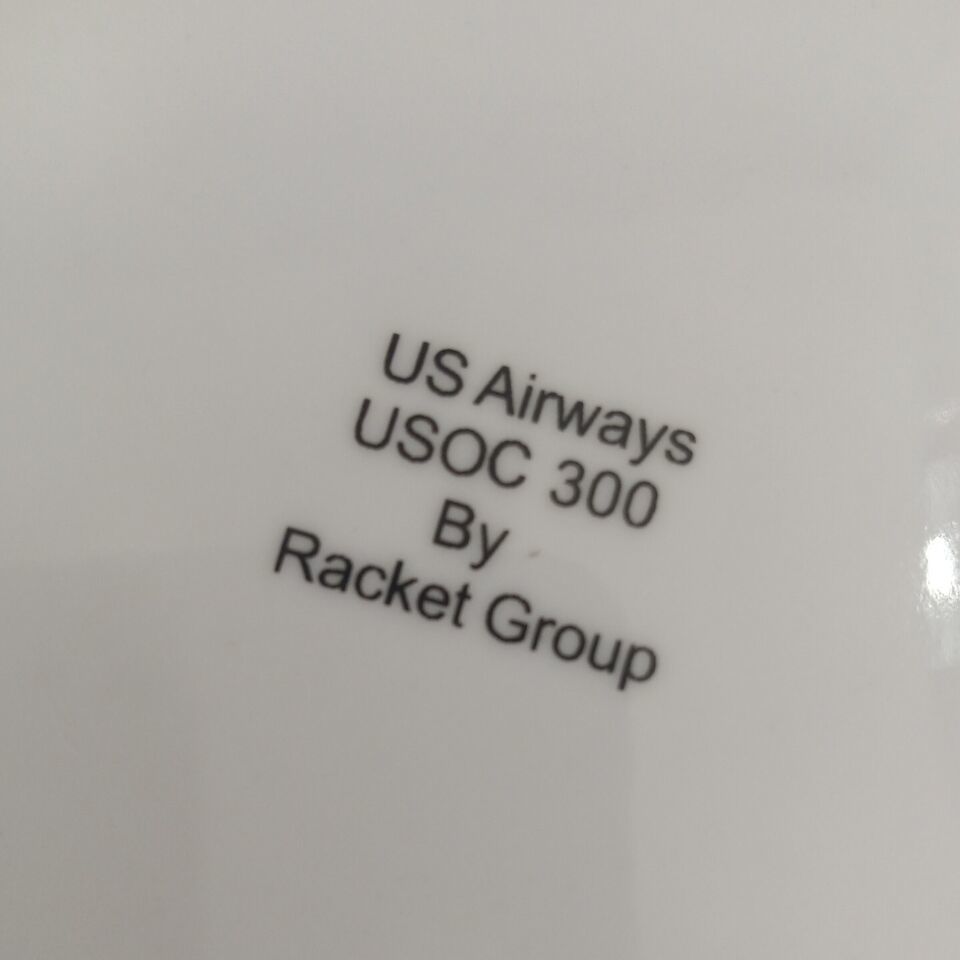 US Airways
USOC 300
By
Racket Group